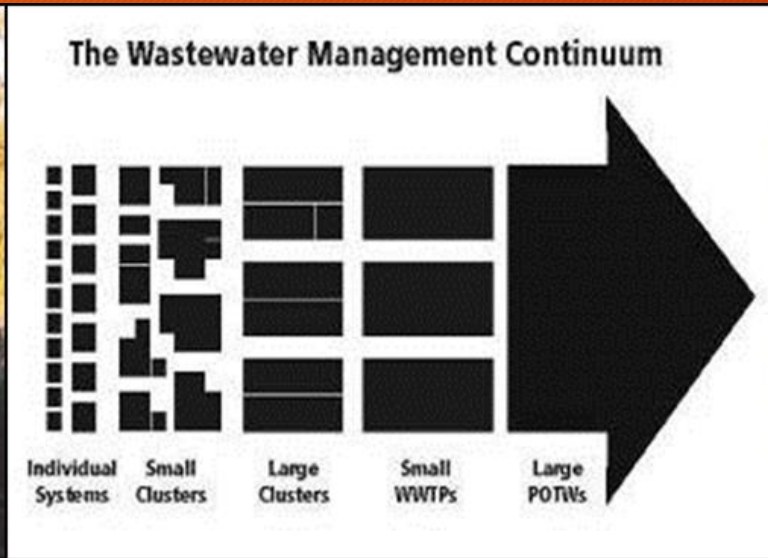 The Wastewater Management Continuum
Individual Systems
Small Clusters
Large Clusters
Small WWTPs
Large POTWs